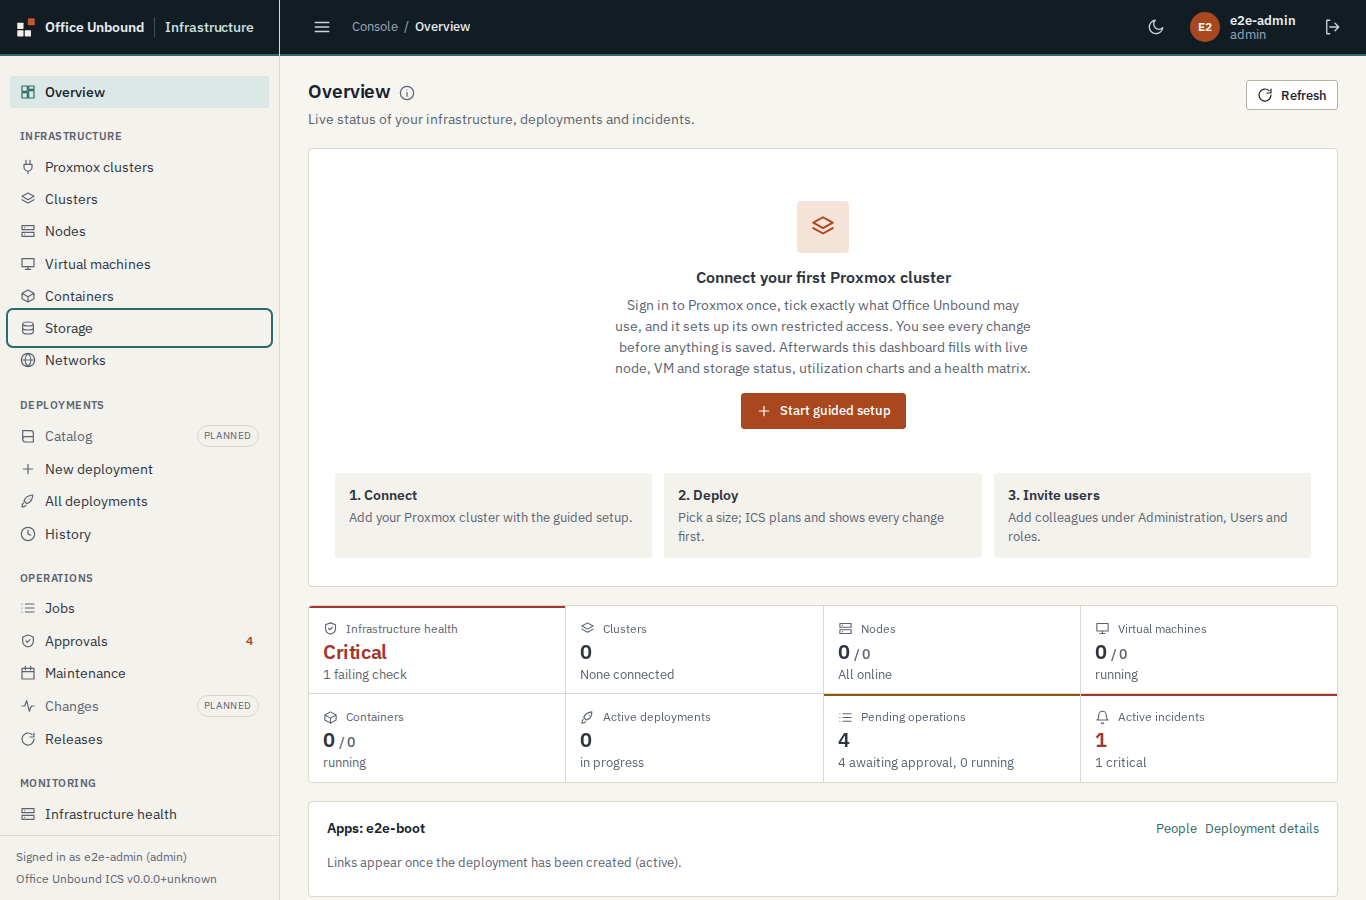 Office Unbound Infrastructure
Console / Overview
E2
e2e-admin
admin
Overview
INFRASTRUCTURE
Proxmox clusters
Clusters
Nodes
Virtual machines
Containers
Storage
Networks
DEPLOYMENTS
Catalog PLANNED
New deployment
All deployments
History
OPERATIONS
Jobs
Approvals 4
Maintenance
Changes PLANNED
Releases
MONITORING
Infrastructure health
Signed in as e2e-admin (admin)
Office Unbound ICS v0.0.0+unknown
Overview
Refresh
Live status of your infrastructure, deployments and incidents.
Connect your first Proxmox cluster
Sign in to Proxmox once, tick exactly what Office Unbound may
use, and it sets up its own restricted access. You see every change
before anything is saved. Afterwards this dashboard fills with live
node, VM and storage status, utilization charts and a health matrix.
Start guided setup
1. Connect
Add your Proxmox cluster with the guided setup.
2. Deploy
Pick a size; ICS plans and shows every change
first.
3. Invite users
Add colleagues under Administration, Users and
roles.
Infrastructure health
Critical
1 failing check
Clusters
0
None connected
Nodes
0 / 0
All online
Virtual machines
0 / 0
running
Containers
0 / 0
running
Active deployments
0
in progress
Pending operations
4
4 awaiting approval, 0 running
Active incidents
1
1 critical
Apps: e2e-boot
People Deployment details
Links appear once the deployment has been created (active).